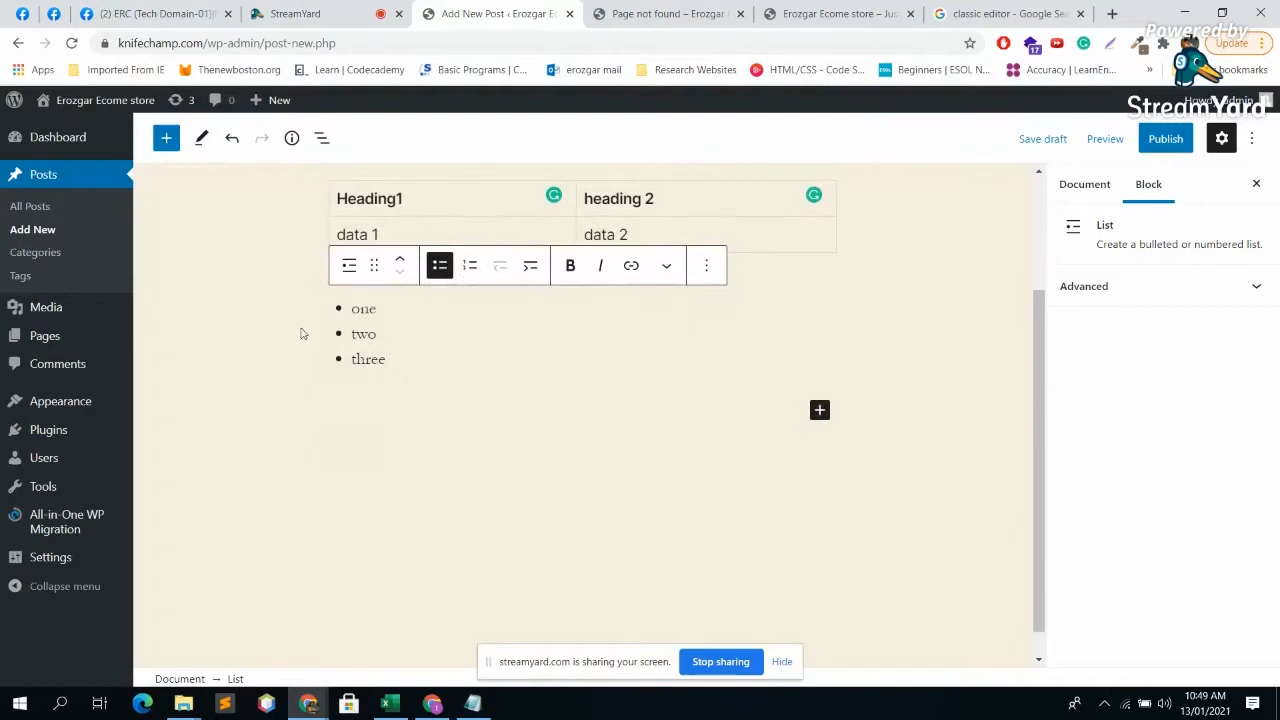 (ERC (Tech Domain-01)
StreamYard
Add New Post ‹ Erozgar Ec
Page not found – Erozgar
Erozgar Ecome store – Jus
classic editor - Google Sea
Powered by
knifechamp.com/wp-admin/post-new.php
17
Update
Apps
Imported From IE
Thenewboston.org
Learn | Codecademy
Basic Programs | C...
erozgar mail
Research Websites
HTML/CSS - Code S...
Beginners | ESOL N...
Accuracy | LearnEn...
»
bookmarks
Erozgar Ecome store
3
0
New
Howdy, admin
StreamYard
Dashboard
Save draft
Preview
Publish
Posts
Heading1
heading 2
Document
Block
All Posts
Add New
data 1
data 2
List
Create a bulleted or numbered list.
Categories
Tags
B
I
Advanced
Media
one
Pages
two
Comments
three
Appearance
Plugins
Users
Tools
All-in-One WP
Migration
Settings
Collapse menu
streamyard.com is sharing your screen.
Stop sharing
Hide
Document → List
10:49 AM
13/01/2021